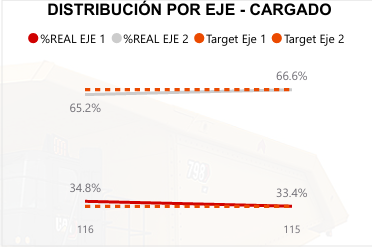 DISTRIBUCIÓN POR EJE - CARGADO
%REAL EJE 1 %REAL EJE 2 Target Eje 1 Target Eje 2
66.6%
65.2%
34.8%
33.4%
116 115